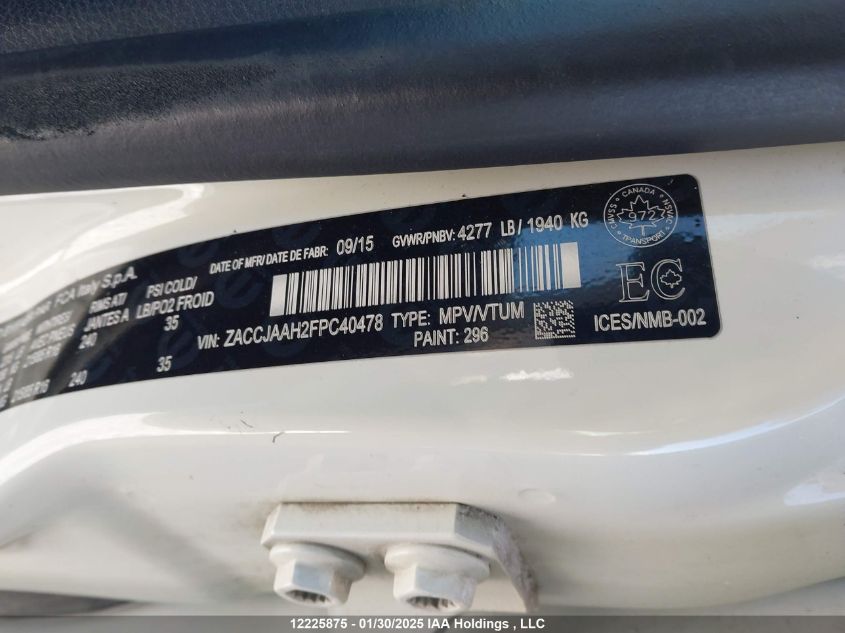 FCA Italy S.p.A.
DATE OF MFR/DATE DE FABR: 09/15 GVWR/PNBV: 4277 LB/ 1940 KG
RIMS AT/
JANTES A
PSI COLD/
LB/PO2 FROID
240 35
240 35
VIN: ZACCJAAH2FPC40478 TYPE: MPV/VTUM
PAINT: 296
CANADA
972
TRANSPORT
EC
ICES/NMB-002
12225875 - 01/30/2025 IAA Holdings , LLC